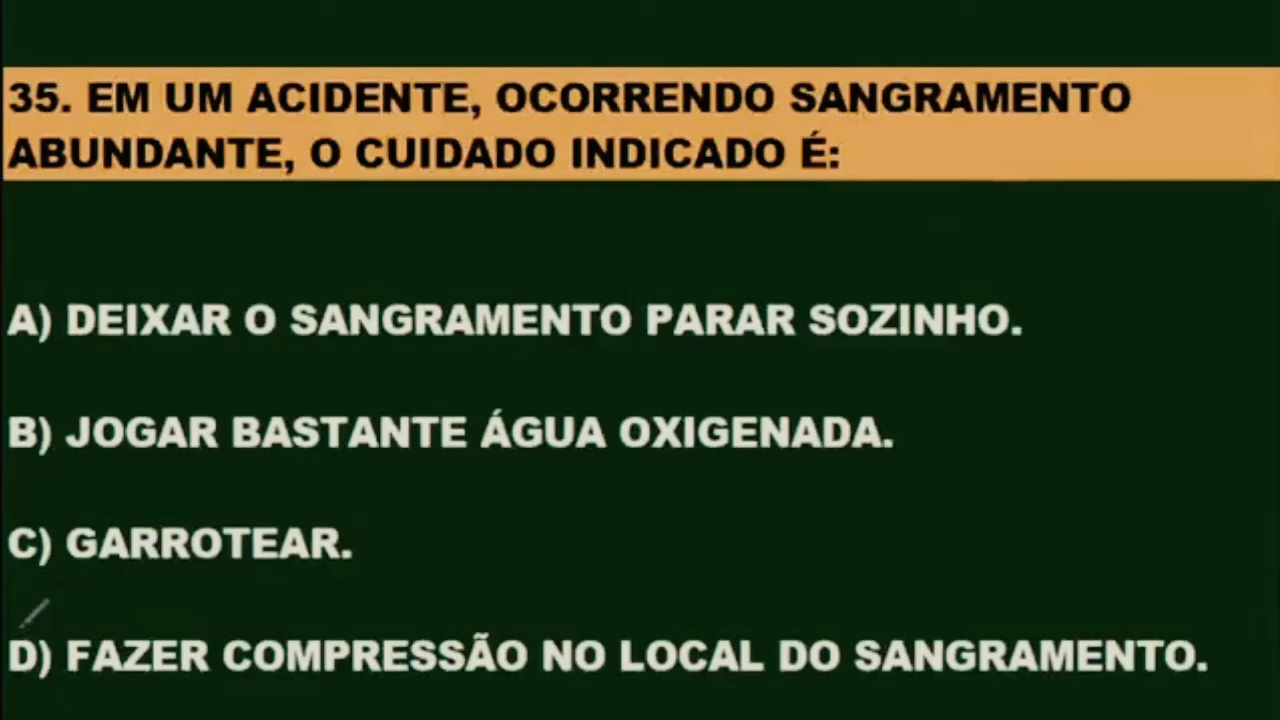 35. EM UM ACIDENTE, OCORRENDO SANGRAMENTO
ABUNDANTE, O CUIDADO INDICADO É:
A) DEIXAR O SANGRAMENTO PARAR SOZINHO.
B) JOGAR BASTANTE ÁGUA OXIGENADA.
C) GARROTEAR.
D) FAZER COMPRESSÃO NO LOCAL DO SANGRAMENTO.